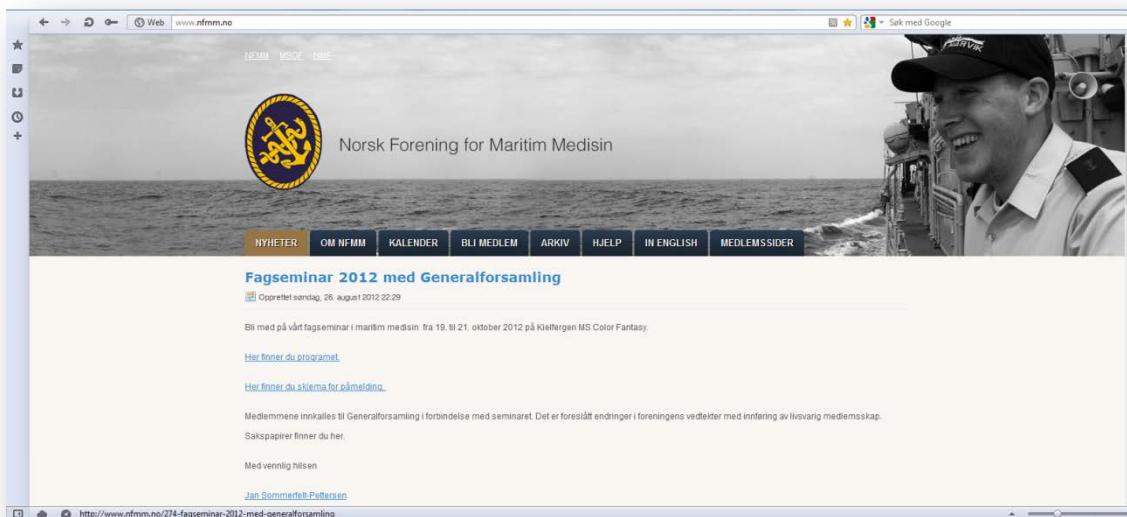 Web www.nfmm.no Søk med Google
NFMM MSOF NMF
Norsk Forening for Maritim Medisin
NYHETER OM NFMM KALENDER BLI MEDLEM ARKIV HJELP IN ENGLISH MEDLEMSSIDER
Fagseminar 2012 med Generalforsamling
Opprettet søndag, 26. august 2012 22:29
Bli med på vårt fagseminar i maritim medisin fra 19. til 21. oktober 2012 på Kielfergen MS Color Fantasy.
Her finner du programet.
Her finner du skjema for påmelding.
Medlemmene innkalles til Generalforsamling i forbindelse med seminaret. Det er foreslått endringer i foreningens vedtekter med innføring av livsvarig medlemsskap.
Sakspapirer finner du her.
Med vennlig hilsen
Jan Sommerfelt-Pettersen
http://www.nfmm.no/274-fagseminar-2012-med-generalforsamling